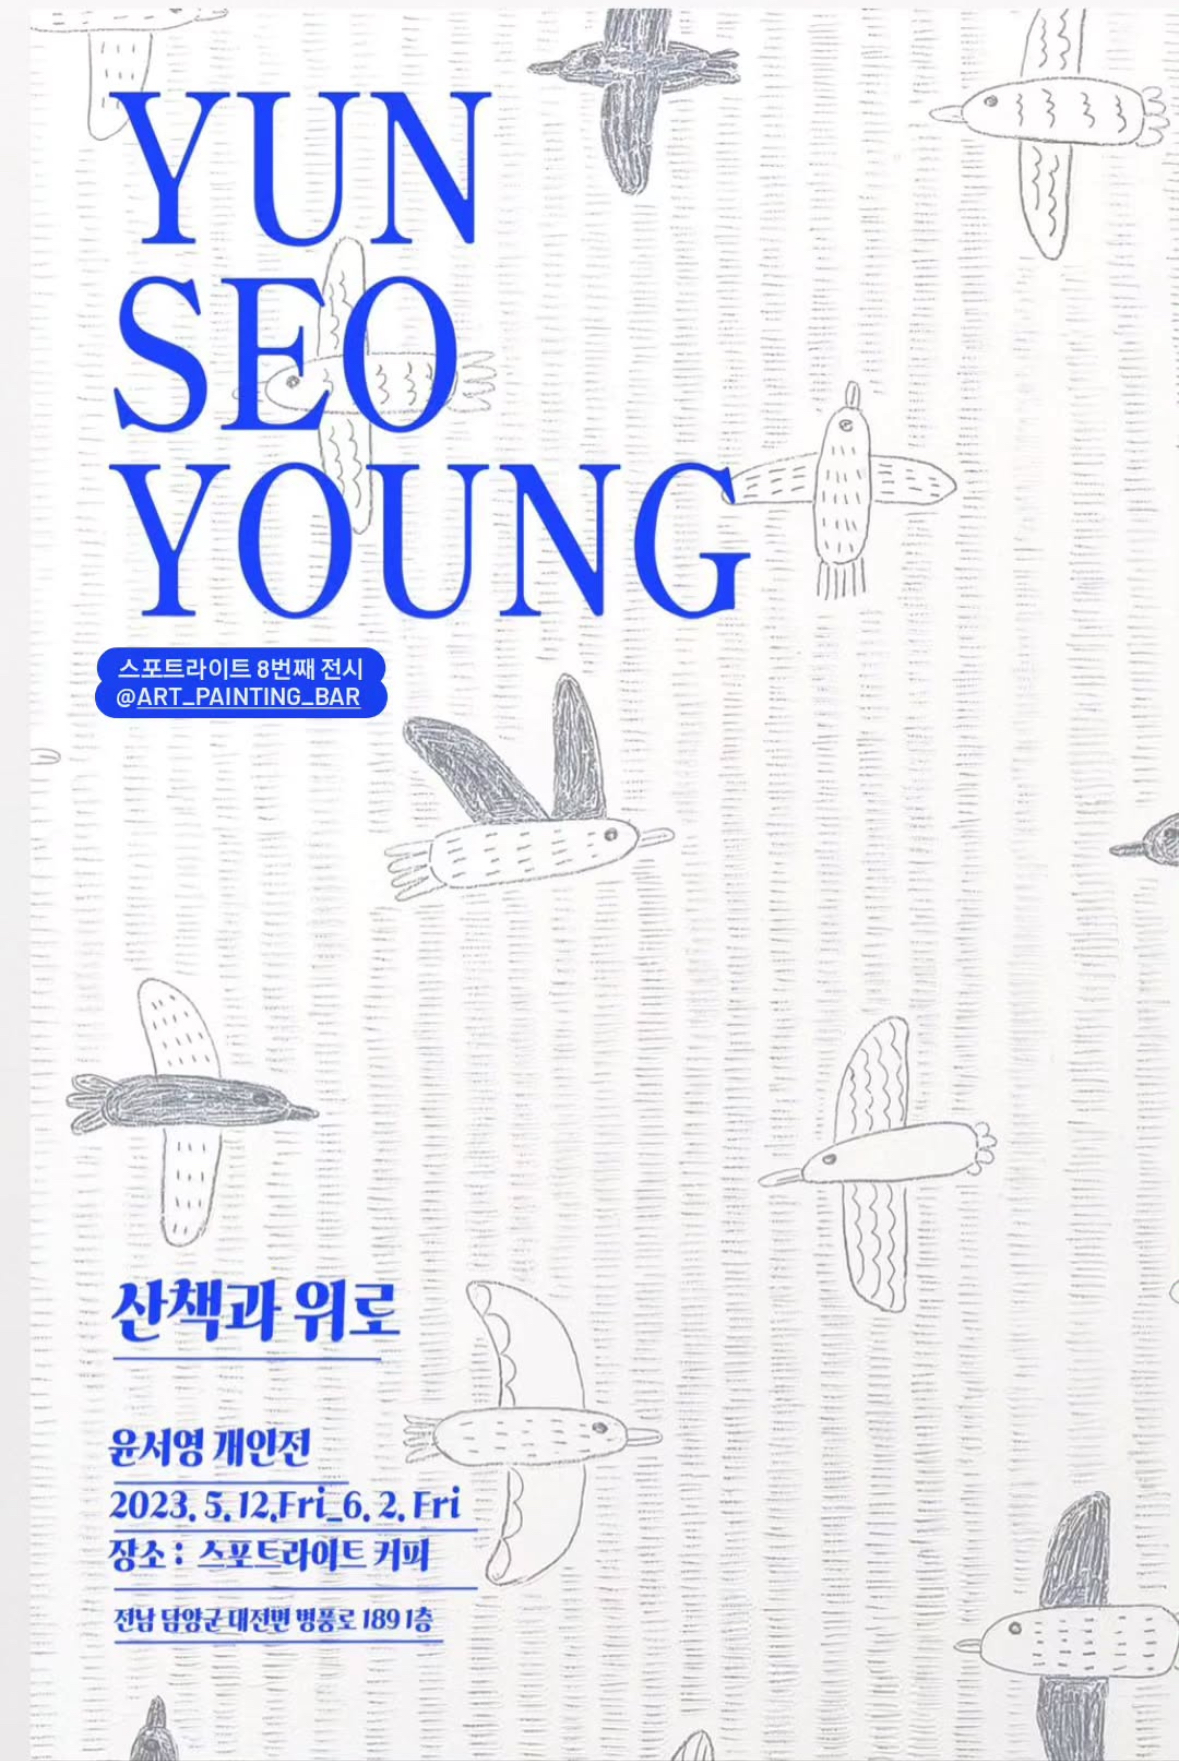 YUN
SEO
YOUNG
스포트라이트 8번째 전시
@ART_PAINTING_BAR
산책과 위로
윤서영 개인전
2023. 5. 12.Fri_6. 2. Fri
장소 : 스포트라이트 커피
전남 담양군 대전면 병풍로 189 1층